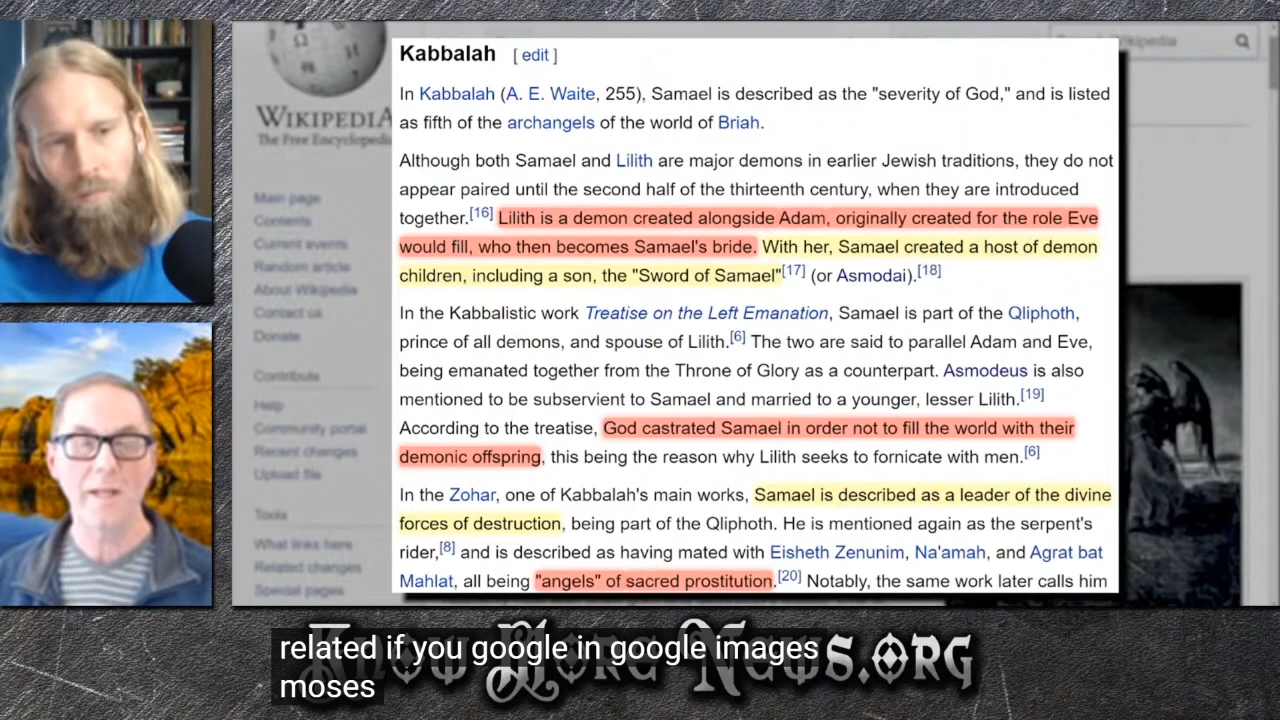 WIKIPEDIA
The Free Encyclopedia
Main page
Contents
Current events
Random article
About Wikipedia
Contact us
Donate
Contribute
Help
Community portal
Recent changes
Upload file
Tools
What links here
Related changes
Special pages
Kabbalah [ edit ]
In Kabbalah (A. E. Waite, 255), Samael is described as the "severity of God," and is listed
as fifth of the archangels of the world of Briah.
Although both Samael and Lilith are major demons in earlier Jewish traditions, they do not
appear paired until the second half of the thirteenth century, when they are introduced
together.[16] Lilith is a demon created alongside Adam, originally created for the role Eve
would fill, who then becomes Samael's bride. With her, Samael created a host of demon
children, including a son, the "Sword of Samael"[17] (or Asmodai).[18]
In the Kabbalistic work Treatise on the Left Emanation, Samael is part of the Qliphoth,
prince of all demons, and spouse of Lilith.[6] The two are said to parallel Adam and Eve,
being emanated together from the Throne of Glory as a counterpart. Asmodeus is also
mentioned to be subservient to Samael and married to a younger, lesser Lilith.[19]
According to the treatise, God castrated Samael in order not to fill the world with their
demonic offspring, this being the reason why Lilith seeks to fornicate with men.[6]
In the Zohar, one of Kabbalah's main works, Samael is described as a leader of the divine
forces of destruction, being part of the Qliphoth. He is mentioned again as the serpent's
rider,[8] and is described as having mated with Eisheth Zenunim, Na'amah, and Agrat bat
Mahlat, all being "angels" of sacred prostitution.[20] Notably, the same work later calls him
Know More News.org
related if you google in google images
moses